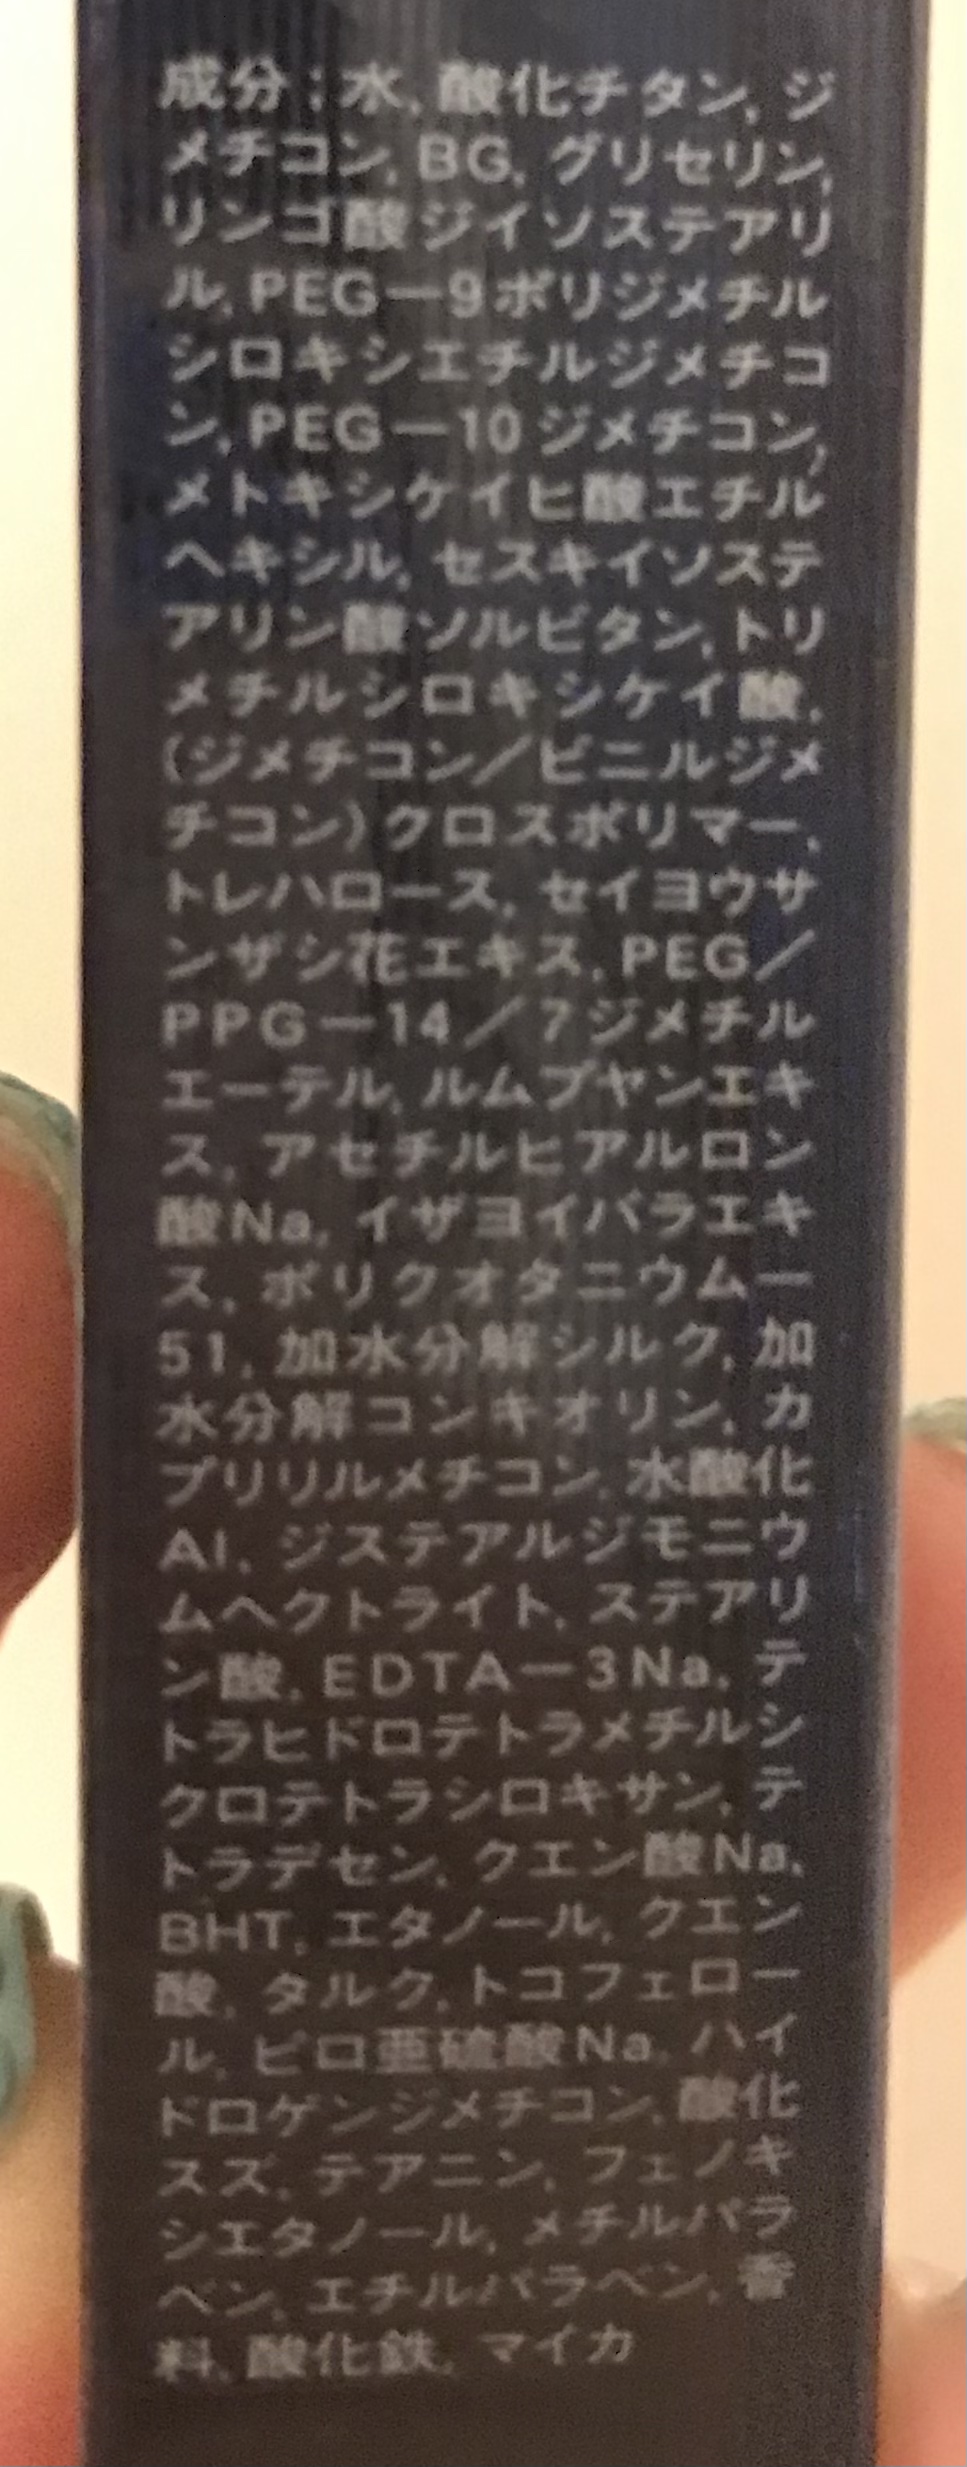 成分：水, 酸化チタン, ジ
メチコン, BG, グリセリン,
リンゴ酸ジイソステアリ
ル, PEG－9ポリジメチル
シロキシエチルジメチコ
ン, PEG－10ジメチコン,
メトキシケイヒ酸エチル
ヘキシル, セスキイソステ
アリン酸ソルビタン, トリ
メチルシロキシケイ酸,
(ジメチコン／ビニルジメ
チコン)クロスポリマー,
トレハロース, セイヨウサ
ンザシ花エキス, PEG／
PPG－14／7ジメチル
エーテル, ルムプヤンエキ
ス, アセチルヒアルロン
酸Na, イザヨイバラエキ
ス, ポリクオタニウム－
51, 加水分解シルク, 加
水分解コンキオリン, カ
プリリルメチコン, 水酸化
Al, ジステアルジモニウ
ムヘクトライト, ステアリ
ン酸, EDTA－3Na, テ
トラヒドロテトラメチルシ
クロテトラシロキサン, テ
トラデセン, クエン酸Na,
BHT, エタノール, クエン
酸, タルク, トコフェロー
ル, ピロ亜硫酸Na, ハイ
ドロゲンジメチコン, 酸化
スズ, テアニン, フェノキ
シエタノール, メチルパラ
ベン, エチルパラベン, 香
料, 酸化鉄, マイカ